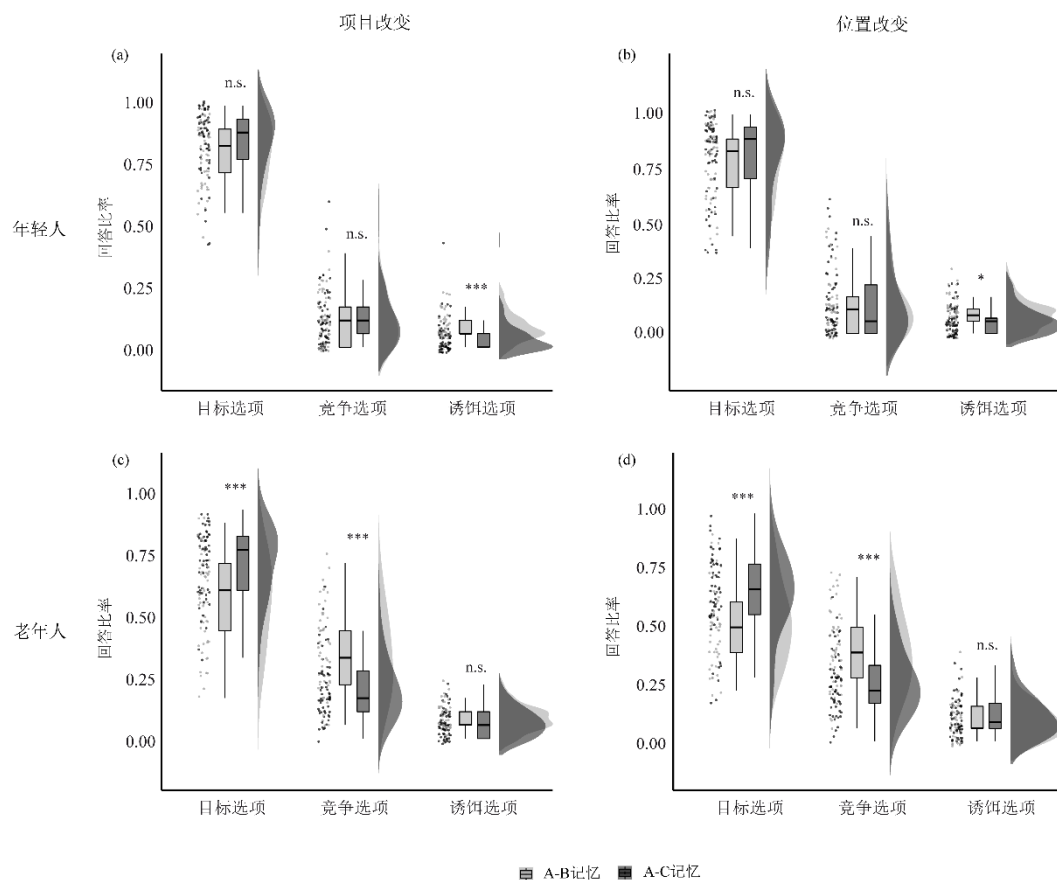 项目改变
位置改变
年轻人
(a)
回答比率
1.00
0.75
0.50
0.25
0.00
n.s.
n.s.
***
目标选项
竞争选项
诱饵选项
(b)
回答比率
1.00
0.75
0.50
0.25
0.00
n.s.
n.s.
*
目标选项
竞争选项
诱饵选项
老年人
(c)
回答比率
1.00
0.75
0.50
0.25
0.00
***
***
n.s.
目标选项
竞争选项
诱饵选项
(d)
回答比率
1.00
0.75
0.50
0.25
0.00
***
***
n.s.
目标选项
竞争选项
诱饵选项
A-B记忆
A-C记忆